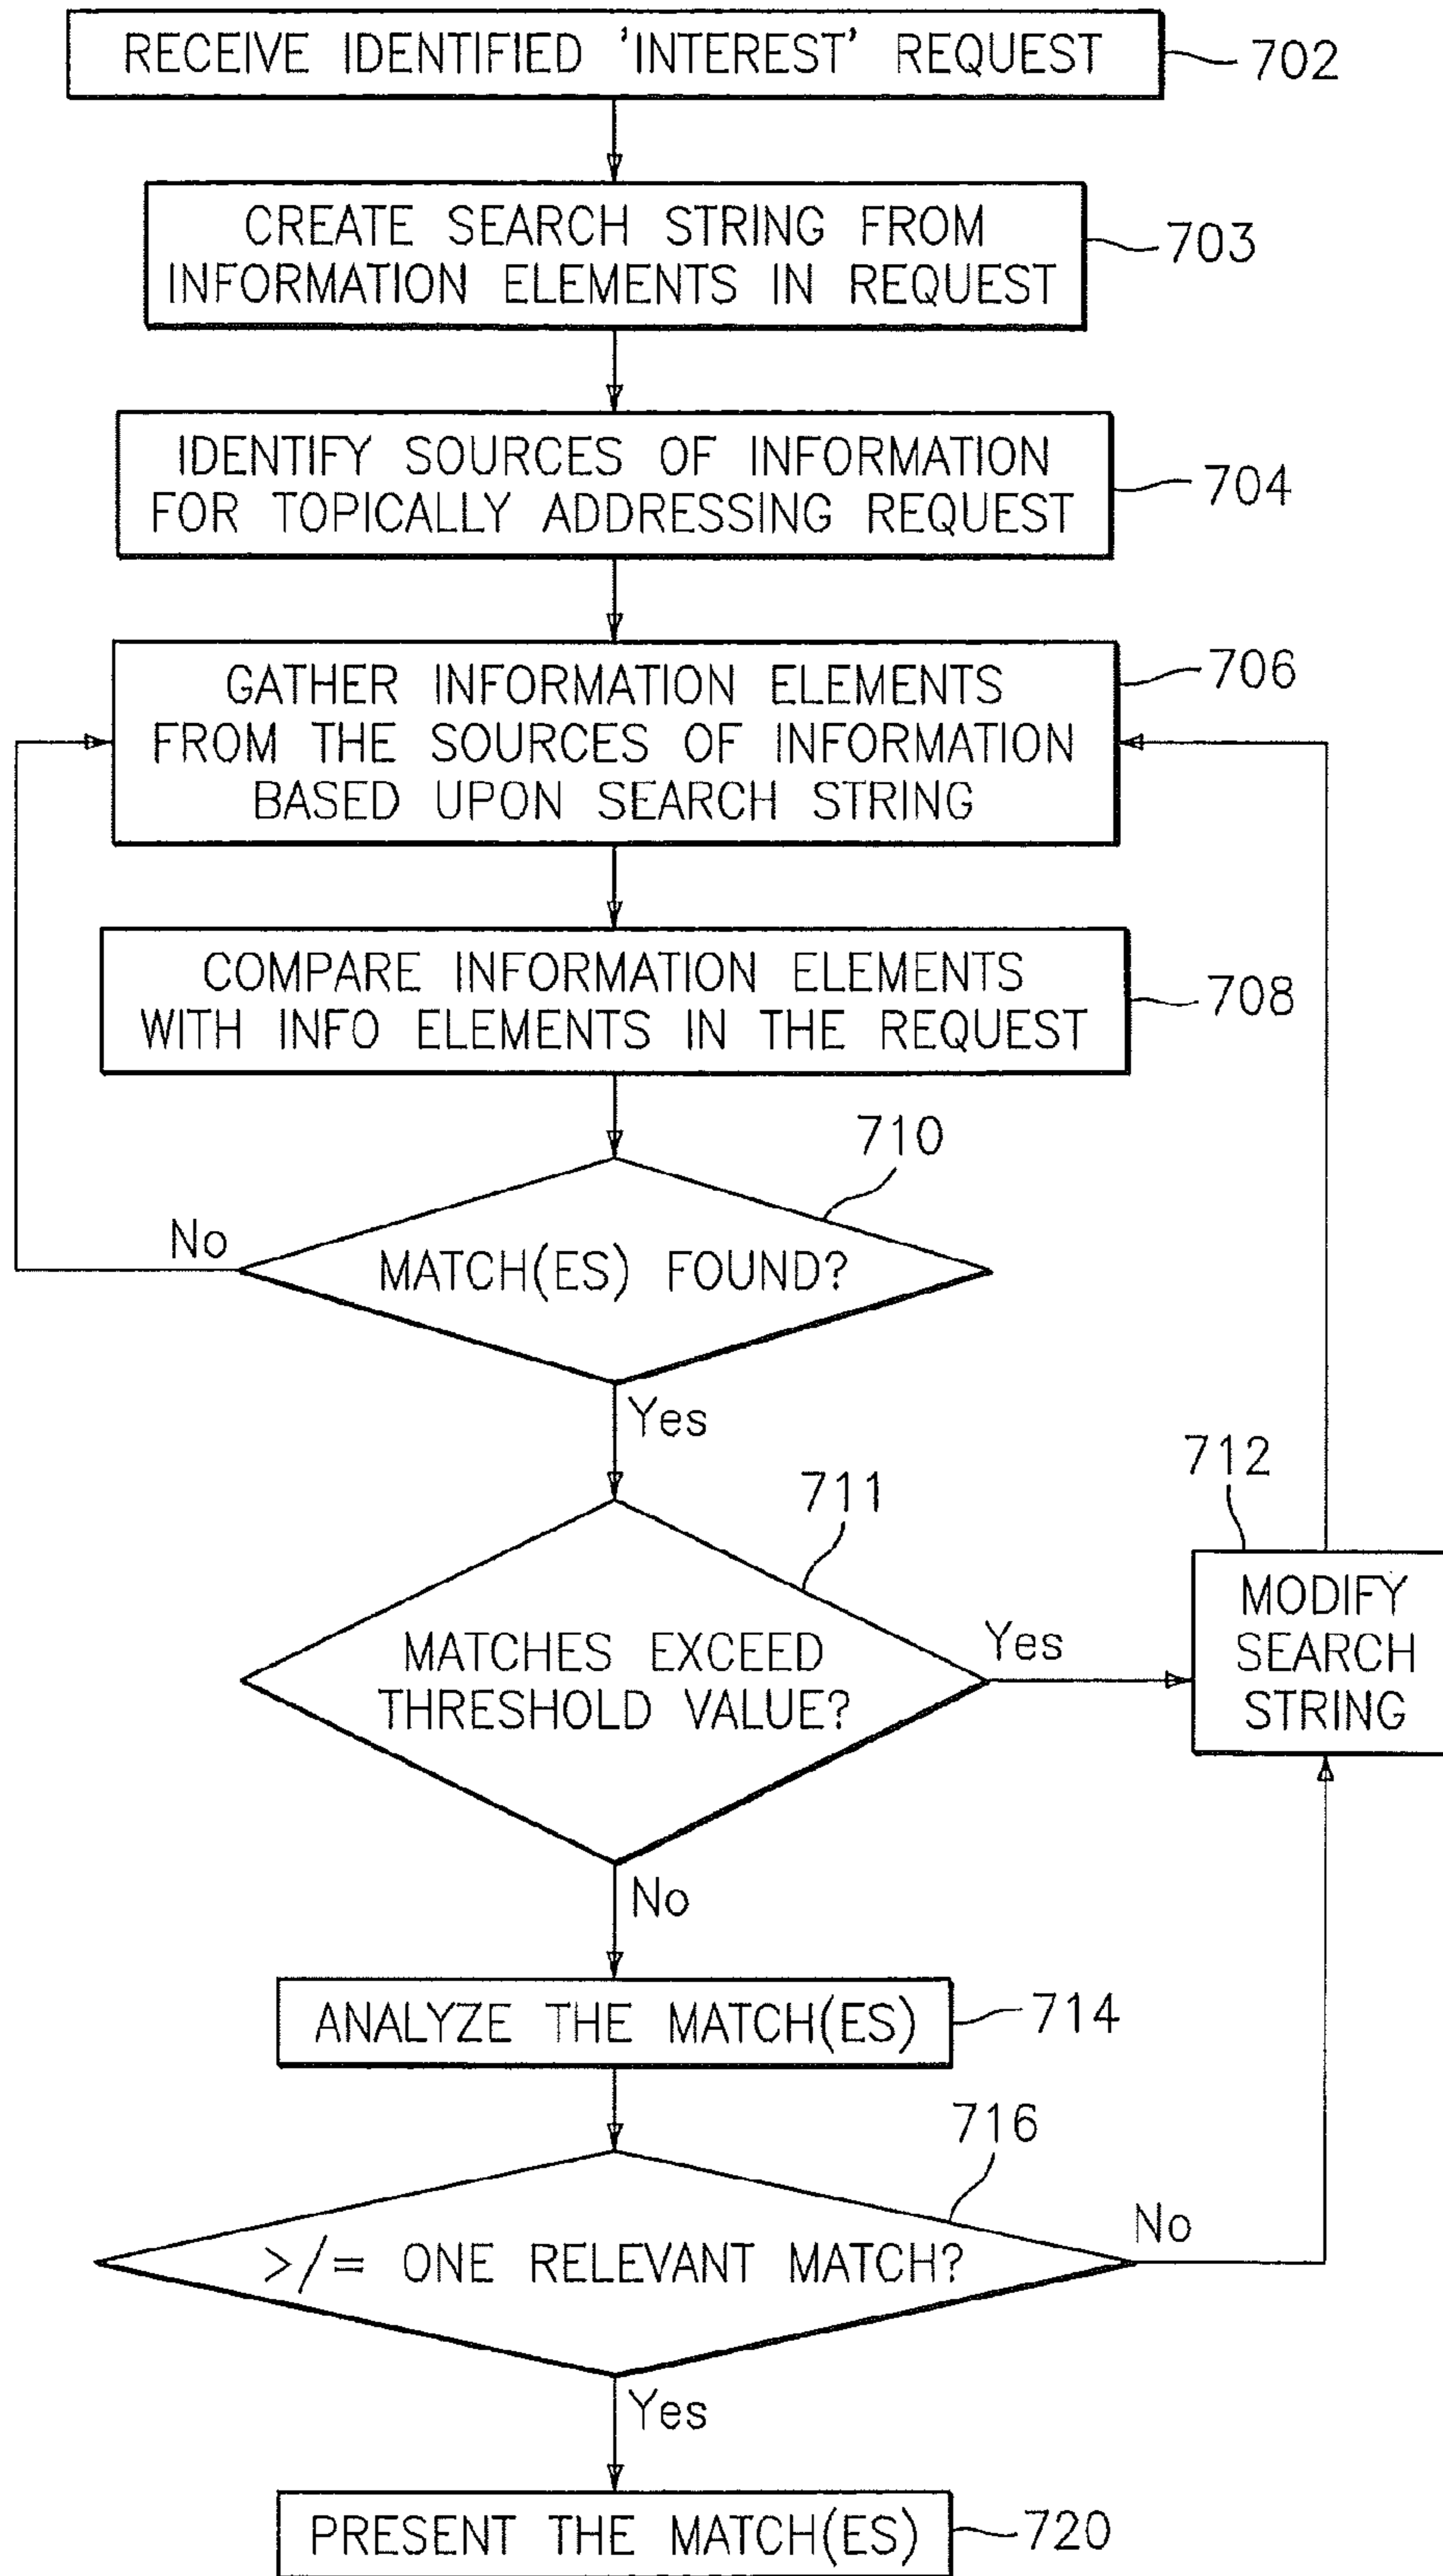 RECEIVE IDENTIFIED 'INTEREST' REQUEST
702
CREATE SEARCH STRING FROM
INFORMATION ELEMENTS IN REQUEST
703
IDENTIFY SOURCES OF INFORMATION
FOR TOPICALLY ADDRESSING REQUEST
704
GATHER INFORMATION ELEMENTS
FROM THE SOURCES OF INFORMATION
BASED UPON SEARCH STRING
706
COMPARE INFORMATION ELEMENTS
WITH INFO ELEMENTS IN THE REQUEST
708
710
No
MATCH(ES) FOUND?
Yes
711
MATCHES EXCEED
THRESHOLD VALUE?
Yes
712
MODIFY
SEARCH
STRING
No
ANALYZE THE MATCH(ES)
714
716
>/= ONE RELEVANT MATCH?
No
Yes
PRESENT THE MATCH(ES)
720